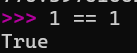 >>> 1 == 1
True